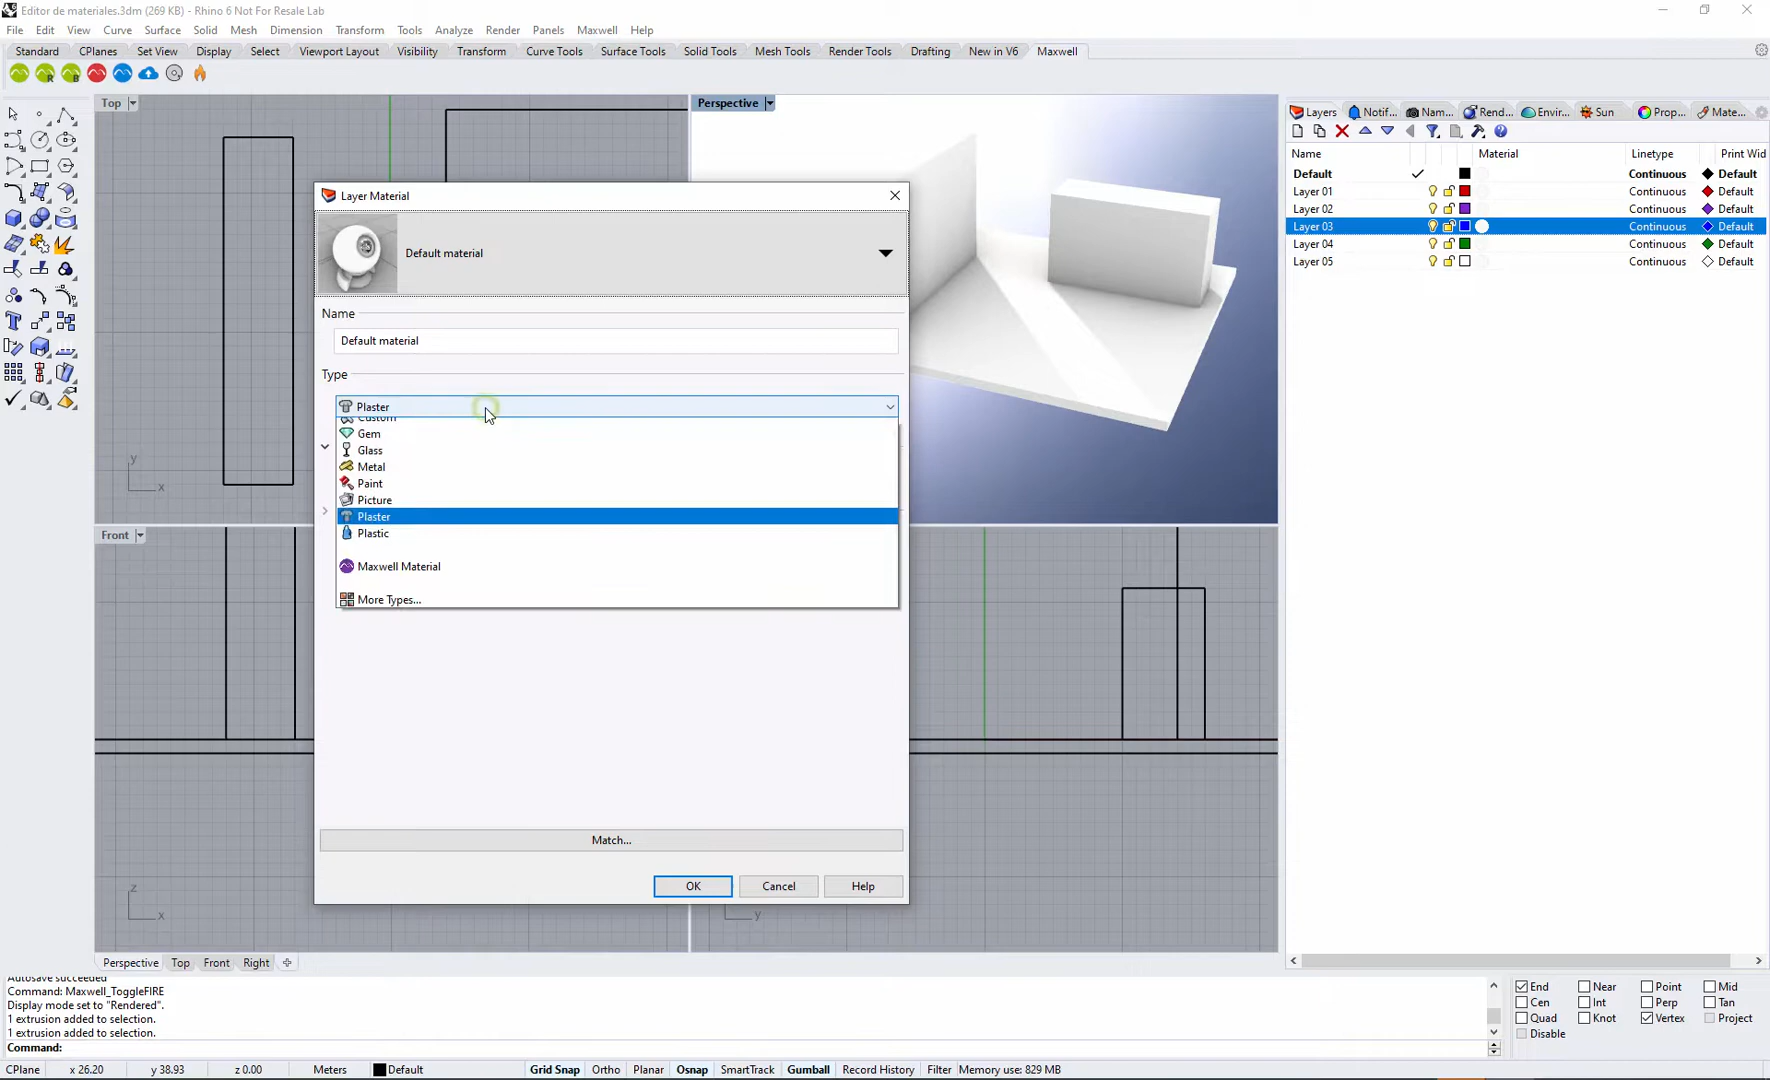 Editor de materiales.3dm (269 KB) - Rhino 6 Not For Resale Lab
File Edit View Curve Surface Solid Mesh Dimension Transform Tools Analyze Render Panels Maxwell Help
Standard CPlanes Set View Display Select Viewport Layout Visibility Transform Curve Tools Surface Tools Solid Tools Mesh Tools Render Tools Drafting New in V6 Maxwell
Top
Perspective
Layers Notif... Nam... Rend... Envir... Sun Prop... Mate...
Name Material Linetype Print Wid
Default Continuous Default
Layer 01 Continuous Default
Layer 02 Continuous Default
Layer 03 Continuous Default
Layer 04 Continuous Default
Layer 05 Continuous Default
Layer Material
Default material
Name
Default material
Type
Plaster
Custom
Gem
Glass
Metal
Paint
Picture
Plaster
Plastic
Maxwell Material
More Types...
Match...
OK Cancel Help
y
x
Front
z
x
y
Perspective Top Front Right
Autosave succeeded
Command: Maxwell_ToggleFIRE
Display mode set to "Rendered".
1 extrusion added to selection.
1 extrusion added to selection.
Command:
End Near Point Mid
Cen Int Perp Tan
Quad Knot Vertex Project
Disable
CPlane x 26.20 y 38.93 z 0.00 Meters Default Grid Snap Ortho Planar Osnap SmartTrack Gumball Record History Filter Memory use: 829 MB